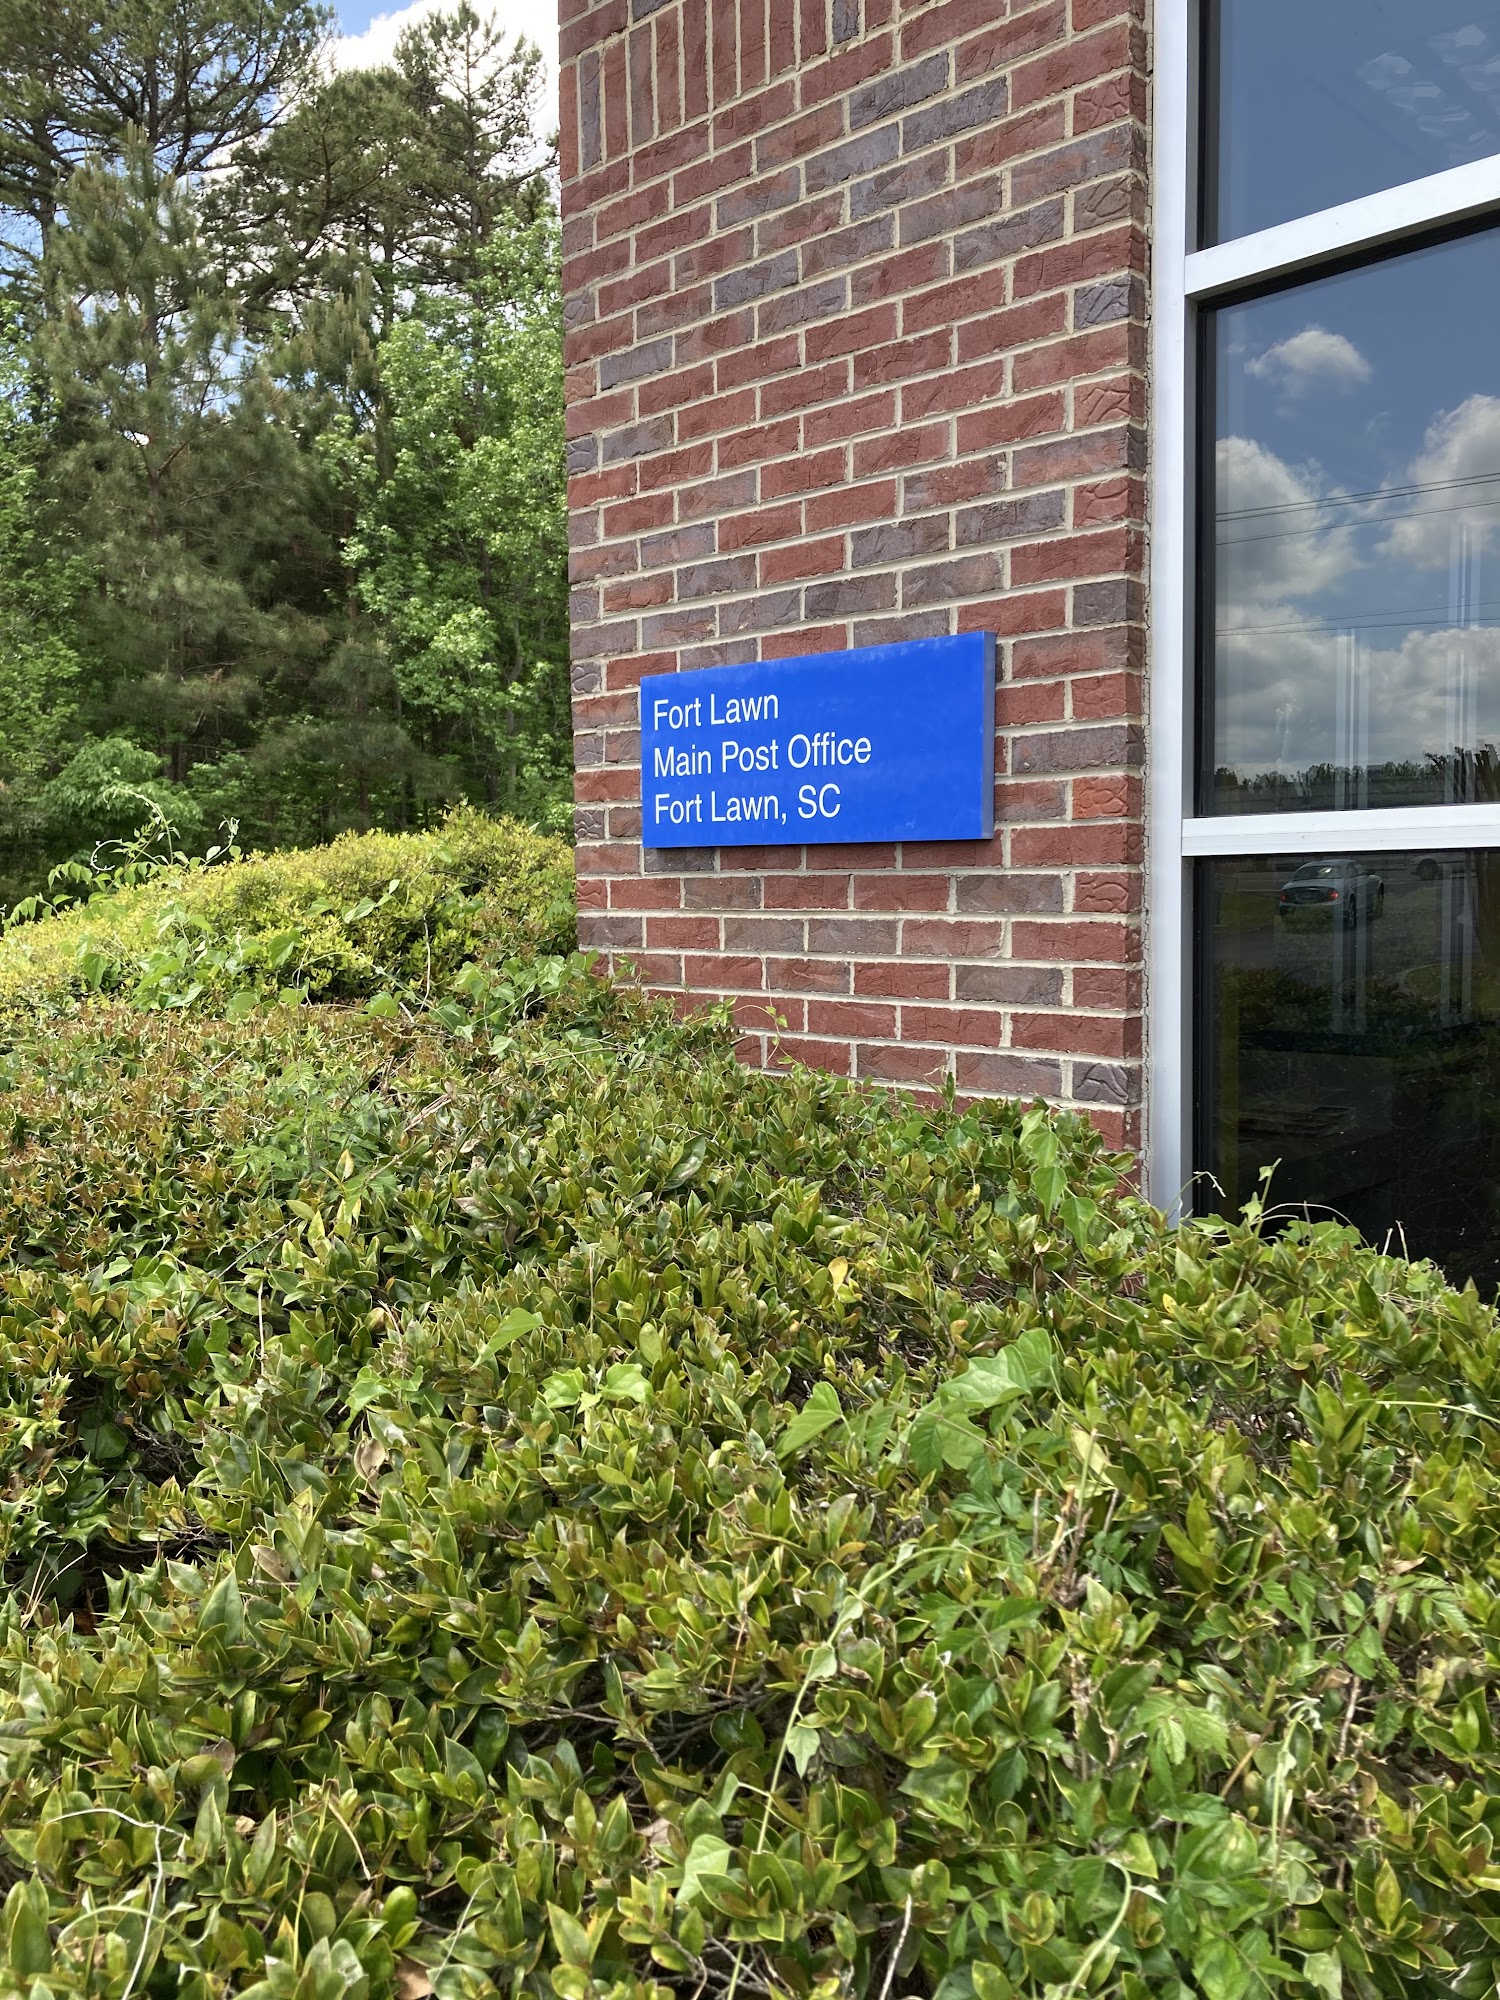 Fort Lawn
Main Post Office
Fort Lawn, SC